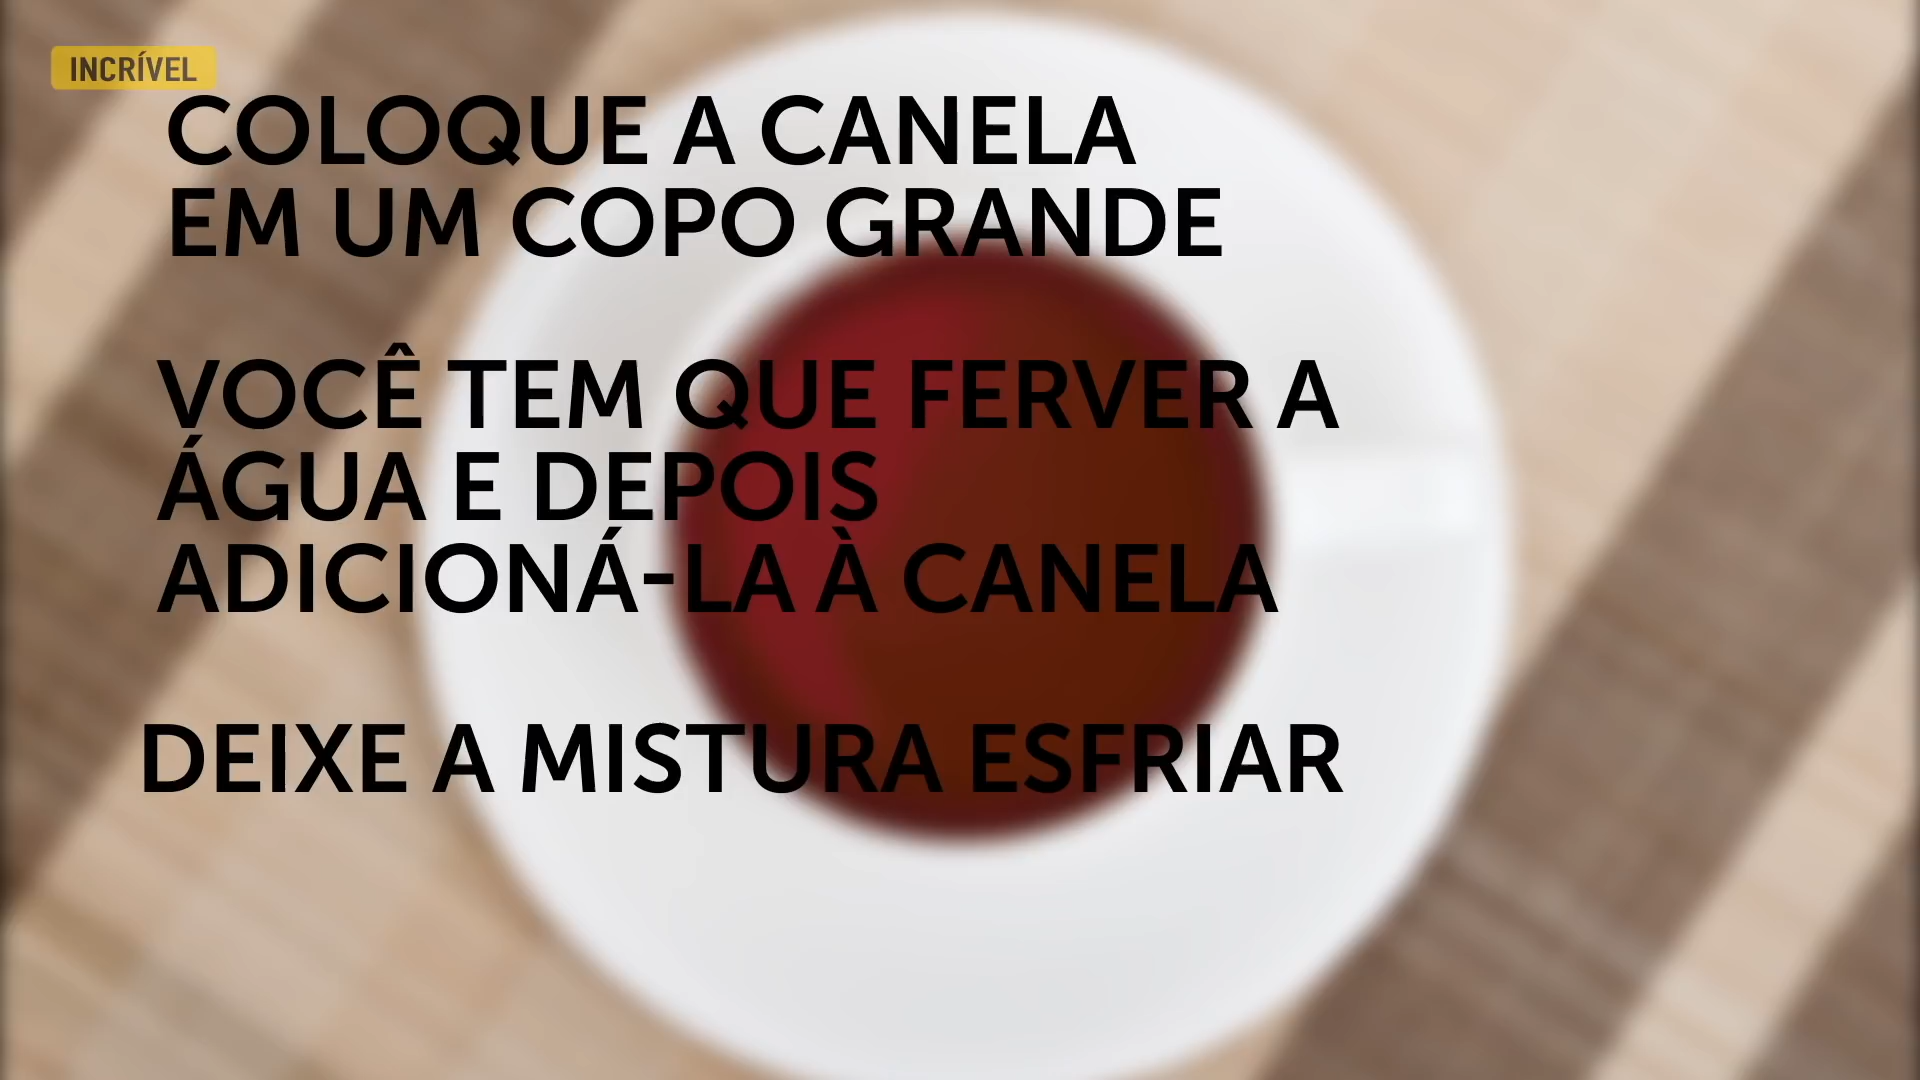 INCRÍVEL
COLOQUE A CANELA
EM UM COPO GRANDE
VOCÊ TEM QUE FERVER A
ÁGUA E DEPOIS
ADICIONÁ-LA À CANELA
DEIXE A MISTURA ESFRIAR